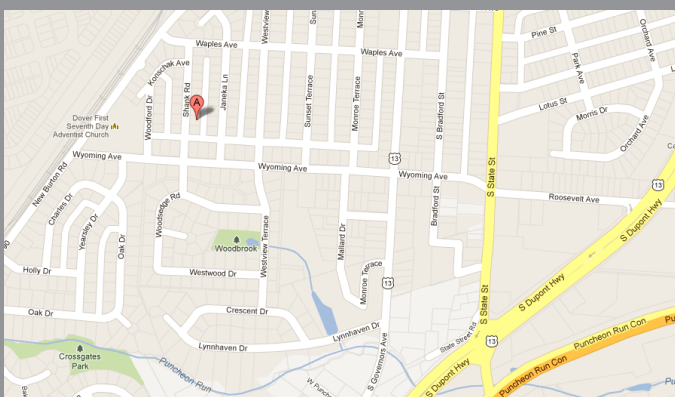 Pine St
Waples Ave
Waples Ave
Westview
Sun
Konschak Ave
Park Ave
Orchard Ave
Shank Rd
Janeka Ln
A
Woodford Dr
Sunset Terrace
Monroe Terrace
S Bradford St
Lotus St
Morris Dr
Dover First
Seventh Day
Adventist Church
Orchard Ave
S State St
Wyoming Ave
Wyoming Ave
13
Wyoming Ave
New Burton Rd
13
Roosevelt Ave
Charles Dr
Yearsley Dr
Oak Dr
Woodsedge Rd
Bradford St
S Dupont Hwy
Woodbrook
Westview Terrace
Mallard Dr
Holly Dr
Westwood Dr
Monroe Terrace
13
S Dupont Hwy
Oak Dr
Crescent Dr
S State St
Lynnhaven Dr
Lynnhaven Dr
State Street Rd
13
Puncheon Run Con
Crossgates
Park
Puncheon Run
S Governors Ave
S Dupont Hwy
Puncheon Run Con